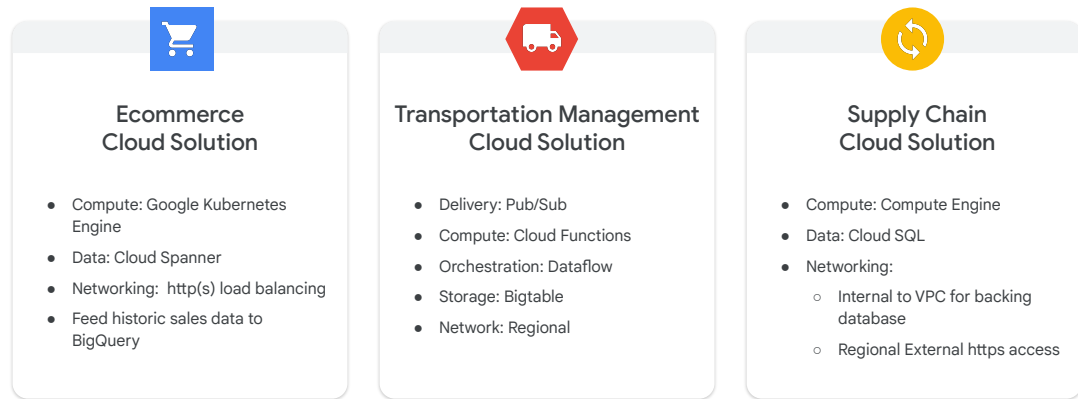 Ecommerce
Cloud Solution
● Compute: Google Kubernetes
Engine
● Data: Cloud Spanner
● Networking: http(s) load balancing
● Feed historic sales data to
BigQuery
Transportation Management
Cloud Solution
● Delivery: Pub/Sub
● Compute: Cloud Functions
● Orchestration: Dataflow
● Storage: Bigtable
● Network: Regional
Supply Chain
Cloud Solution
● Compute: Compute Engine
● Data: Cloud SQL
● Networking:
○ Internal to VPC for backing
database
○ Regional External https access